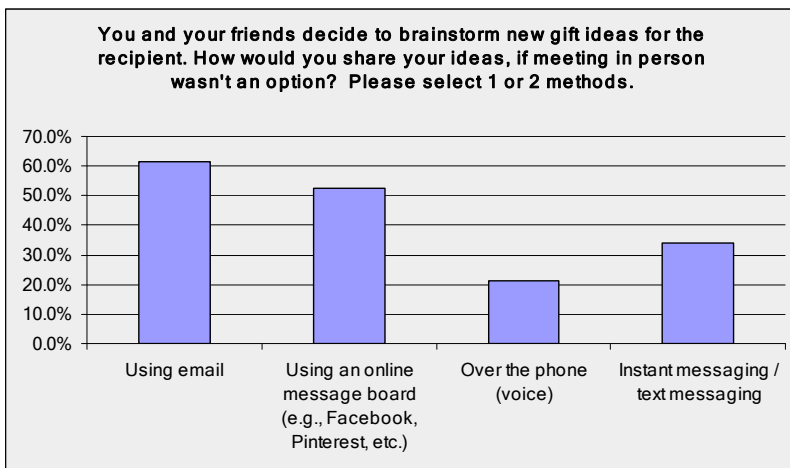 You and your friends decide to brainstorm new gift ideas for the
recipient. How would you share your ideas, if meeting in person
wasn't an option?  Please select 1 or 2 methods.
70.0%
60.0%
50.0%
40.0%
30.0%
20.0%
10.0%
0.0%
Using email
Using an online
message board
(e.g., Facebook,
Pinterest, etc.)
Over the phone
(voice)
Instant messaging /
text messaging